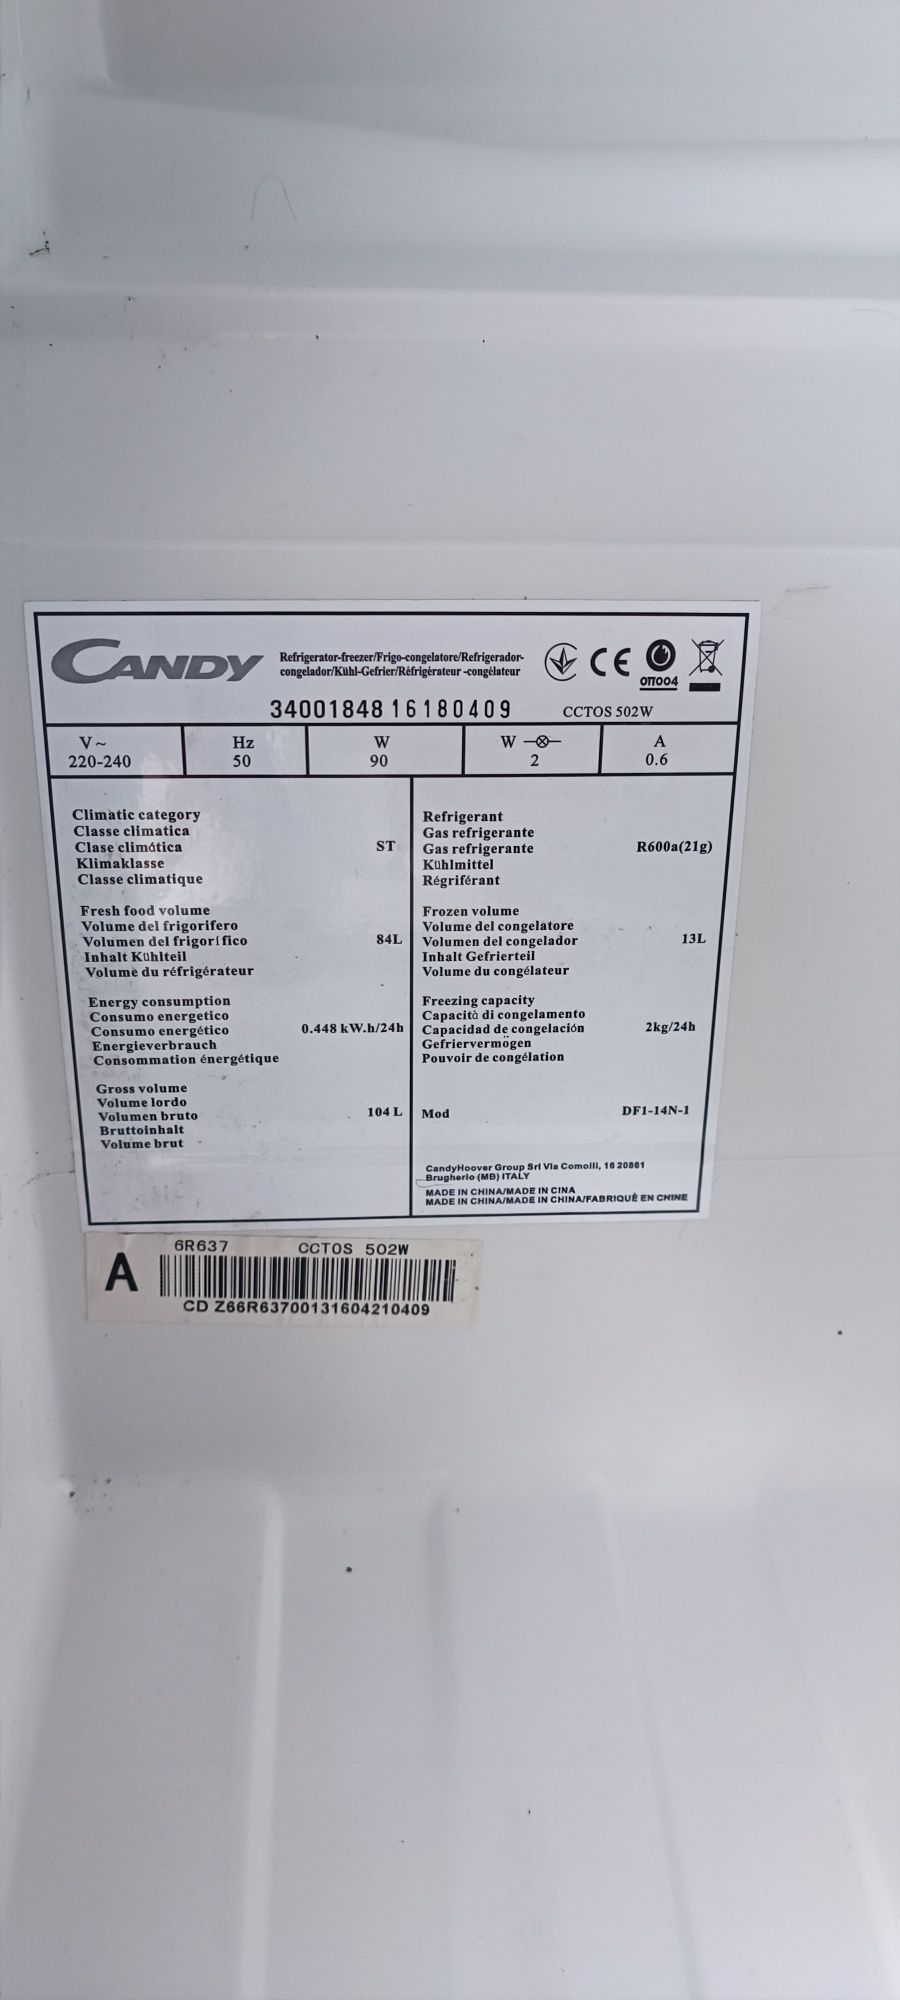 CANDY
Refrigerator-freezer/Frigo-congelatore/Refrigerador-
congelador/Kühl-Gefrier/Réfrigérateur -congélateur
CE
OTT004
34001848 16180409 CCTOS 502W
V~ Hz W W A
220-240 50 90 2 0.6
Climatic category
Classe climatica
Clase climática ST
Klimaklasse
Classe climatique
Refrigerant
Gas refrigerante
Gas refrigerante R600a(21g)
Kühlmittel
Régriférant
Fresh food volume
Volume del frigorifero
Volumen del frigorífico 84L
Inhalt Kühlteil
Volume du réfrigérateur
Frozen volume
Volume del congelatore
Volumen del congelador 13L
Inhalt Gefrierteil
Volume du congélateur
Energy consumption
Consumo energetico
Consumo energético 0.448 kW.h/24h
Energieverbrauch
Consommation énergétique
Freezing capacity
Capacità di congelamento
Capacidad de congelación 2kg/24h
Gefriervermögen
Pouvoir de congélation
Gross volume
Volume lordo
Volumen bruto 104 L
Bruttoinhalt
Volume brut
Mod DF1-14N-1
CandyHoover Group Srl Via Comolli, 16 20861
Brugherio (MB) ITALY
MADE IN CHINA/MADE IN CINA
MADE IN CHINA/MADE IN CHINA/FABRIQUÉ EN CHINE
6R637 CCTOS 502W
A
CD Z66R63700131604210409